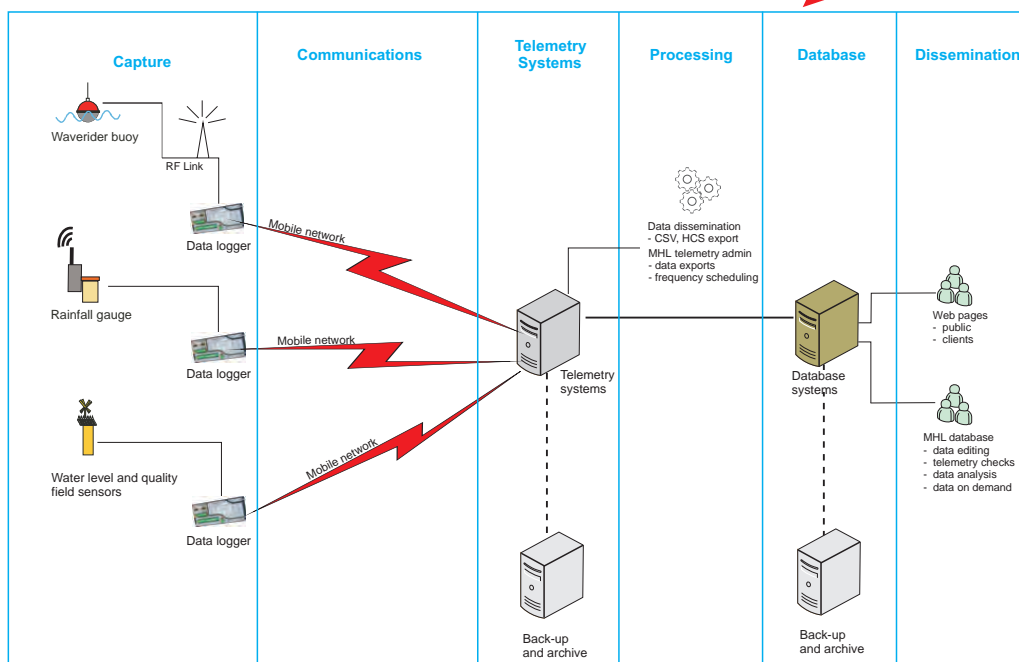 Capture
Communications
Telemetry
Systems
Processing
Database
Dissemination
Waverider buoy
RF Link
Data logger
Mobile network
Rainfall gauge
Data logger
Mobile network
Water level and quality
field sensors
Data logger
Mobile network
Telemetry
systems
Back-up
and archive
Data dissemination
- CSV, HCS export
MHL telemetry admin
- data exports
- frequency scheduling
Database
systems
Back-up
and archive
Web pages
- public
- clients
MHL database
- data editing
- telemetry checks
- data analysis
- data on demand